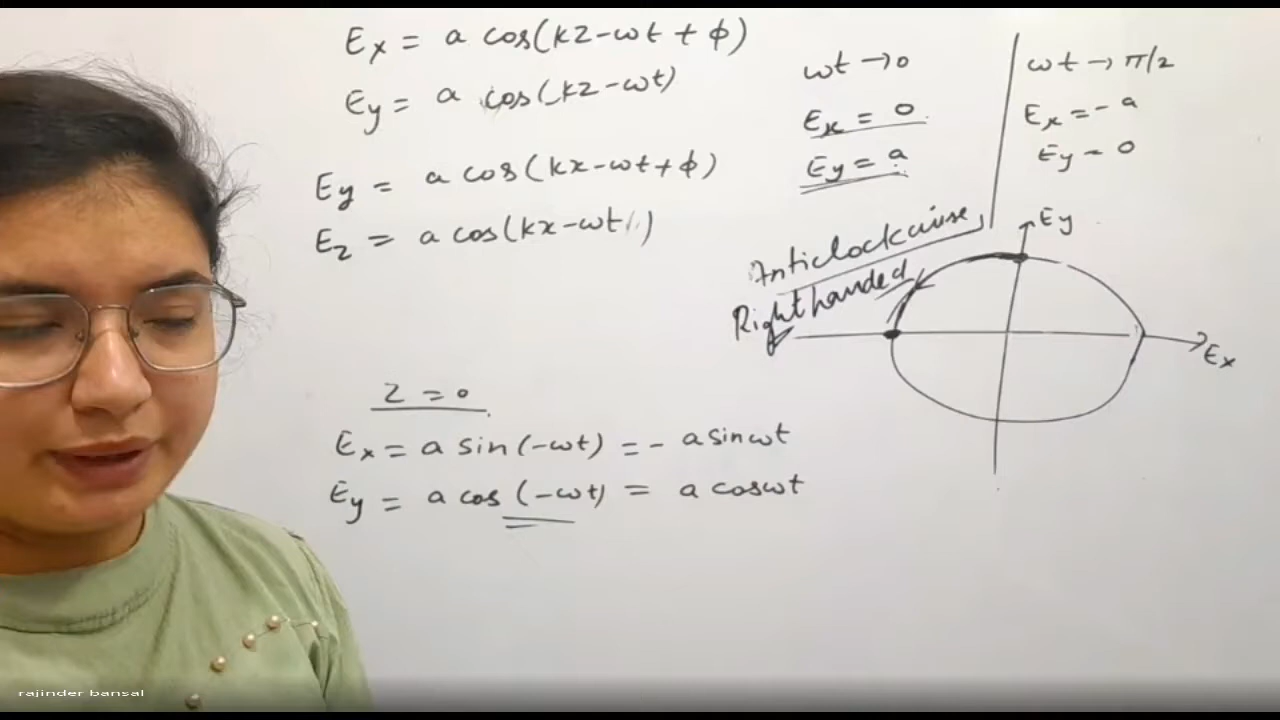 Ex = a cos(kz-ωt+φ)
Ey = a cos(kz-ωt)
Ey = a cos(kx-ωt+φ)
Ez = a cos(kx-ωt)
ωt→0
Ex = 0
Ey = a
ωt→π/2
Ex = -a
Ey = 0
Anticlockwise
Righthanded
Ey
Ex
z = 0
Ex = a sin(-ωt) = -a sinωt
Ey = a cos(-ωt) = a cosωt
rajinder bansal